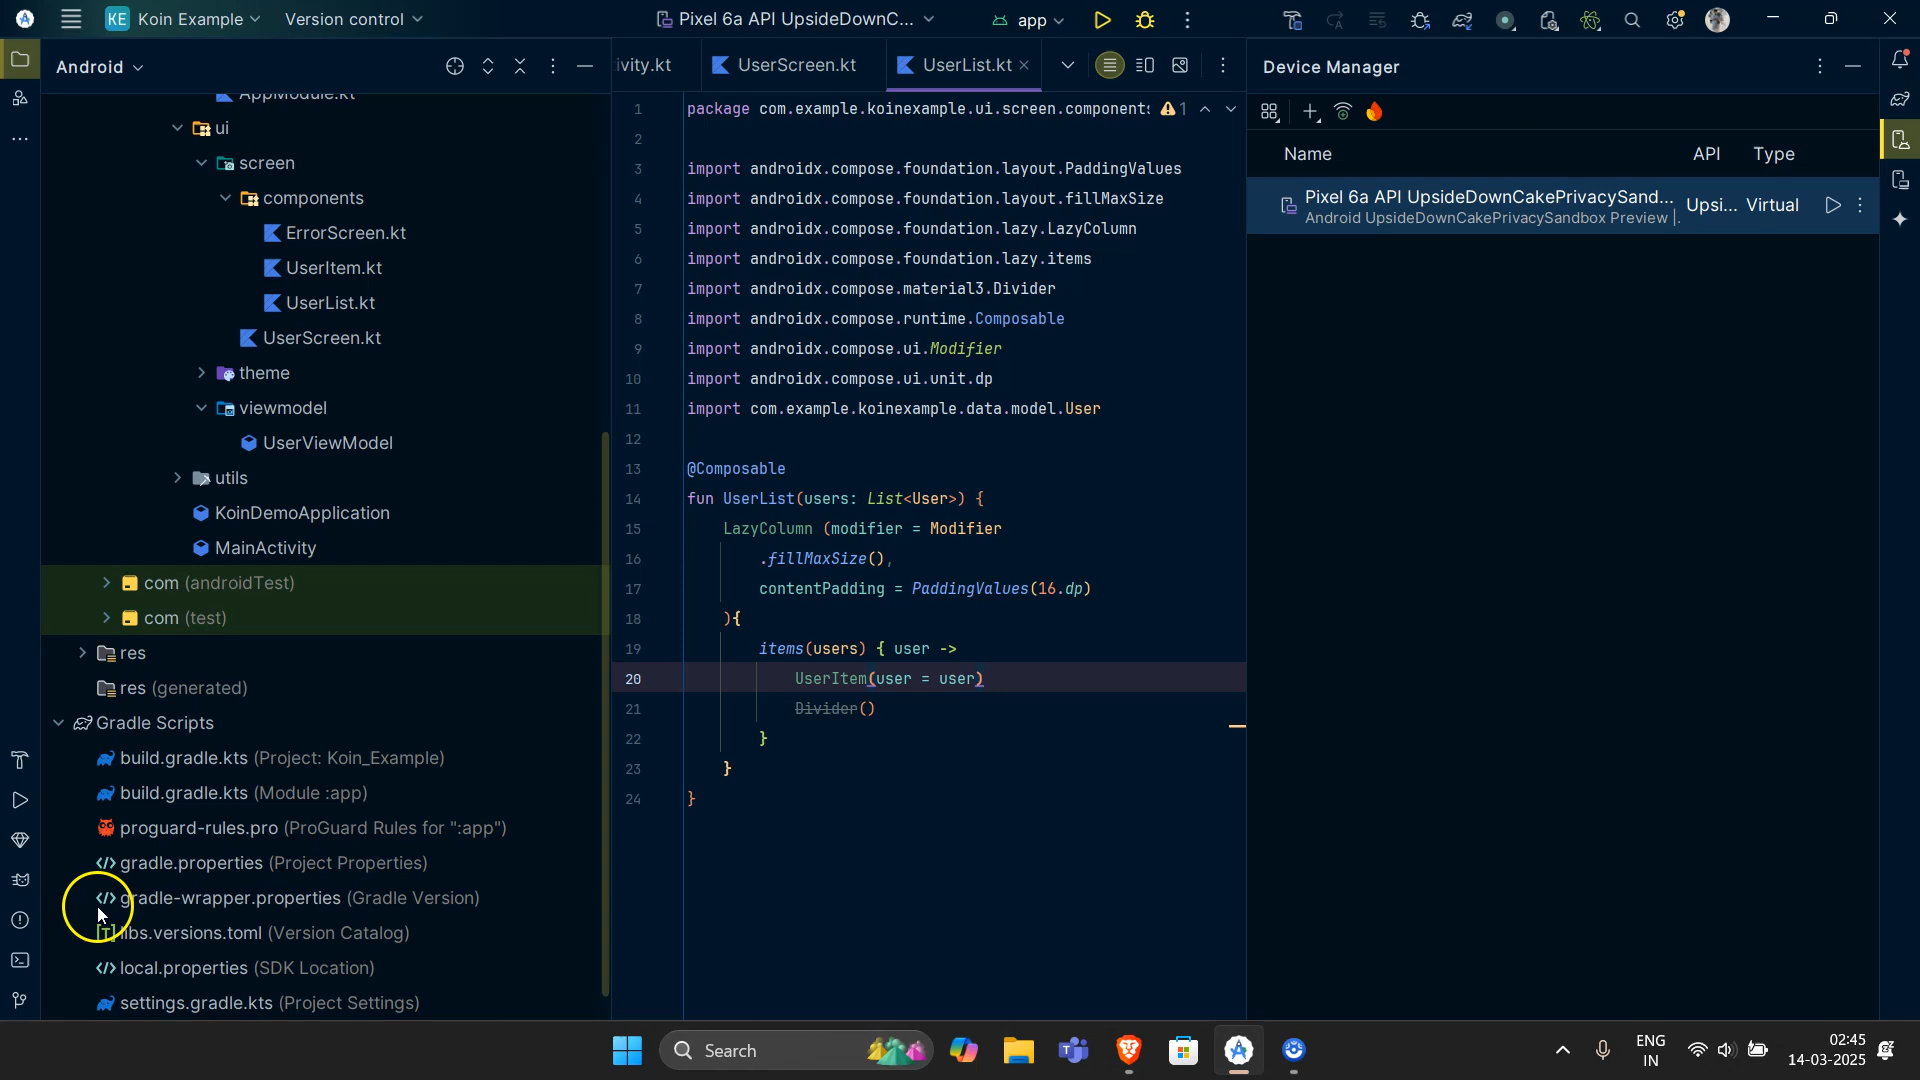 KE Koin Example
Version control
Pixel 6a API UpsideDownC...
app
Android
ivity.kt
UserScreen.kt
UserList.kt
Device Manager
AppModule.kt
ui
screen
components
ErrorScreen.kt
UserItem.kt
UserList.kt
UserScreen.kt
theme
viewmodel
UserViewModel
utils
KoinDemoApplication
MainActivity
com (androidTest)
com (test)
res
res (generated)
Gradle Scripts
build.gradle.kts (Project: Koin_Example)
build.gradle.kts (Module :app)
proguard-rules.pro (ProGuard Rules for ":app")
gradle.properties (Project Properties)
gradle-wrapper.properties (Gradle Version)
libs.versions.toml (Version Catalog)
local.properties (SDK Location)
settings.gradle.kts (Project Settings)
1 package com.example.koinexample.ui.screen.components 1
2
3 import androidx.compose.foundation.layout.PaddingValues
4 import androidx.compose.foundation.layout.fillMaxSize
5 import androidx.compose.foundation.lazy.LazyColumn
6 import androidx.compose.foundation.lazy.items
7 import androidx.compose.material3.Divider
8 import androidx.compose.runtime.Composable
9 import androidx.compose.ui.Modifier
10 import androidx.compose.ui.unit.dp
11 import com.example.koinexample.data.model.User
12
13 @Composable
14 fun UserList(users: List<User>) {
15 LazyColumn (modifier = Modifier
16 .fillMaxSize(),
17 contentPadding = PaddingValues(16.dp)
18 ){
19 items(users) { user ->
20 UserItem(user = user)
21 Divider()
22 }
23 }
24 }
Name API Type
Pixel 6a API UpsideDownCakePrivacySand... Upsi... Virtual
Android UpsideDownCakePrivacySandbox Preview |.
Search
ENG
IN
02:45
14-03-2025